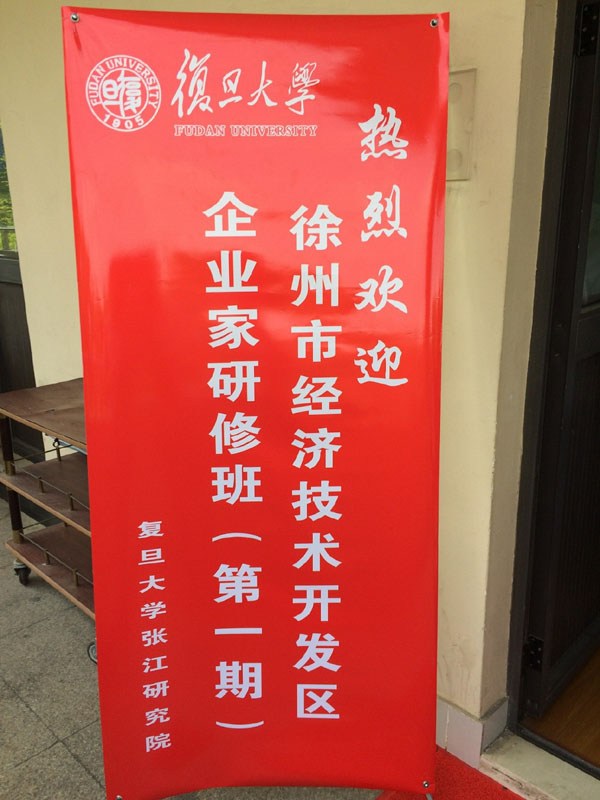 FUDAN UNIVERSITY
1905
復旦大學
FUDAN UNIVERSITY
热烈欢迎
徐州市经济技术开发区
企业家研修班（第一期）
复旦大学张江研究院